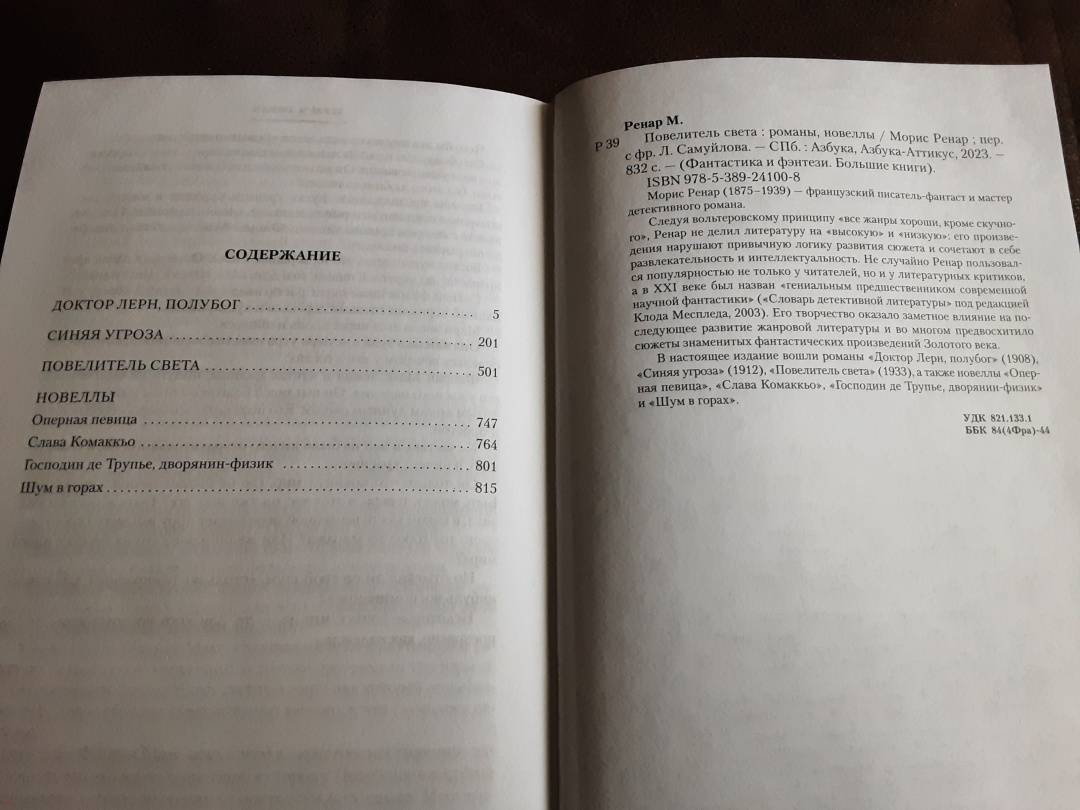 СОДЕРЖАНИЕ
ДОКТОР ЛЕРН, ПОЛУБОГ 5
СИНЯЯ УГРОЗА 201
ПОВЕЛИТЕЛЬ СВЕТА 501
НОВЕЛЛЫ
Оперная певица 747
Слава Комаккьо 764
Господин де Трупье, дворянин-физик 801
Шум в горах 815
Ренар М.
Р 39
Повелитель света : романы, новеллы / Морис Ренар ; пер.
с фр. Л. Самуйлова. — СПб. : Азбука, Азбука-Аттикус, 2023. —
832 с. — (Фантастика и фэнтези. Большие книги).
ISBN 978-5-389-24100-8
Морис Ренар (1875–1939) — французский писатель-фантаст и мастер
детективного романа.
Следуя вольтеровскому принципу «все жанры хороши, кроме скучно-
го», Ренар не делил литературу на «высокую» и «низкую»: его произве-
дения нарушают привычную логику развития сюжета и сочетают в себе
развлекательность и интеллектуальность. Не случайно Ренар пользовал-
ся популярностью не только у читателей, но и у литературных критиков,
а в XXI веке был назван «гениальным предшественником современной
научной фантастики» («Словарь детективной литературы» под редакцией
Клода Месплeда, 2003). Его творчество оказало заметное влияние на по-
следующее развитие жанровой литературы и во многом предвосхитило
сюжеты знаменитых фантастических произведений Золотого века.
В настоящее издание вошли романы «Доктор Лерн, полубог» (1908),
«Синяя угроза» (1912), «Повелитель света» (1933), а также новеллы «Опер-
ная певица», «Слава Комаккьо», «Господин де Трупье, дворянин-физик»
и «Шум в горах».
УДК 821.133.1
ББК 84(4Фра)-44